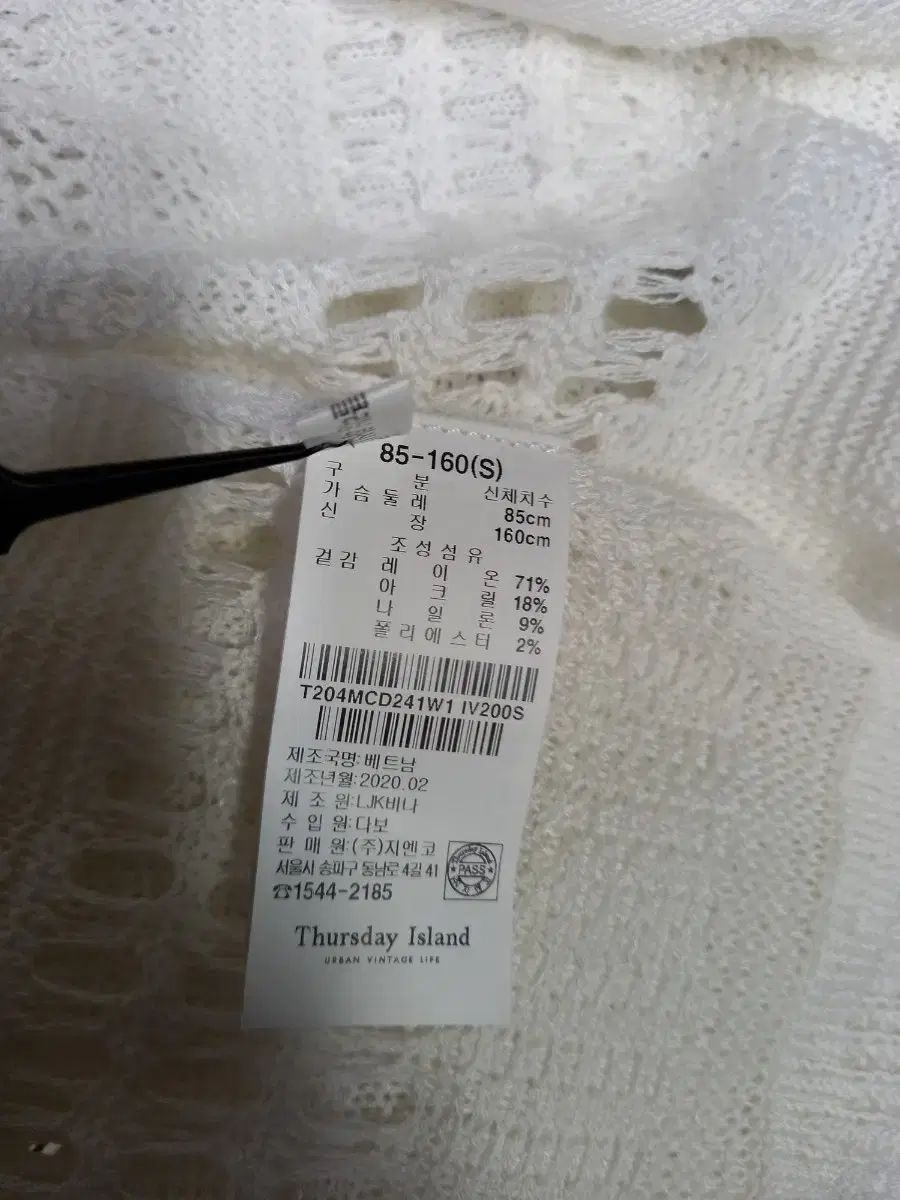 85-160(S)
구 분 신체치수
가 슴 둘 레 85cm
신 장 160cm
조 성 섬 유
겉감 레 이 온 71%
아 크 릴 18%
나 일 론 9%
폴 리 에 스 터 2%
T204MCD241W1 IV200S
제조국명:베트남
제조년월:2020.02
제 조 원:LJK비나
수 입 원:다보
판 매 원:(주)지엔코
서울시 송파구 동남로 4길 41
☎1544-2185
Thursday Island
PASS
Thursday Island
URBAN VINTAGE LIFE